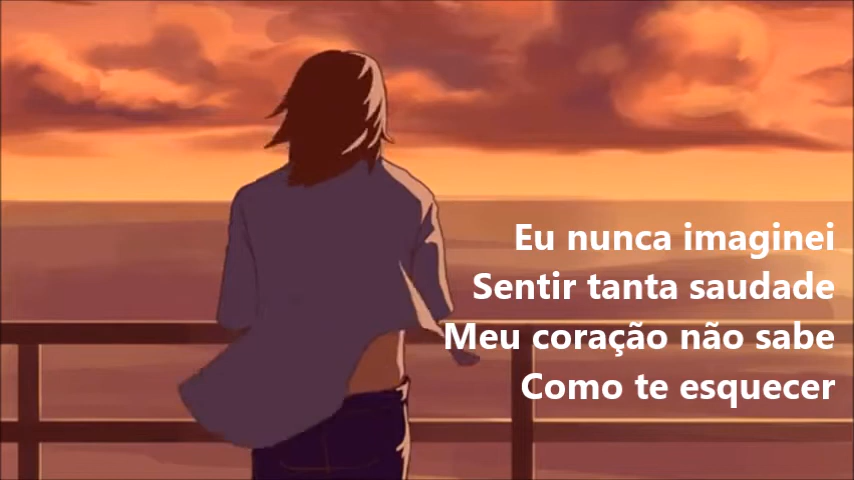 Eu nunca imaginei
Sentir tanta saudade
Meu coração não sabe
Como te esquecer